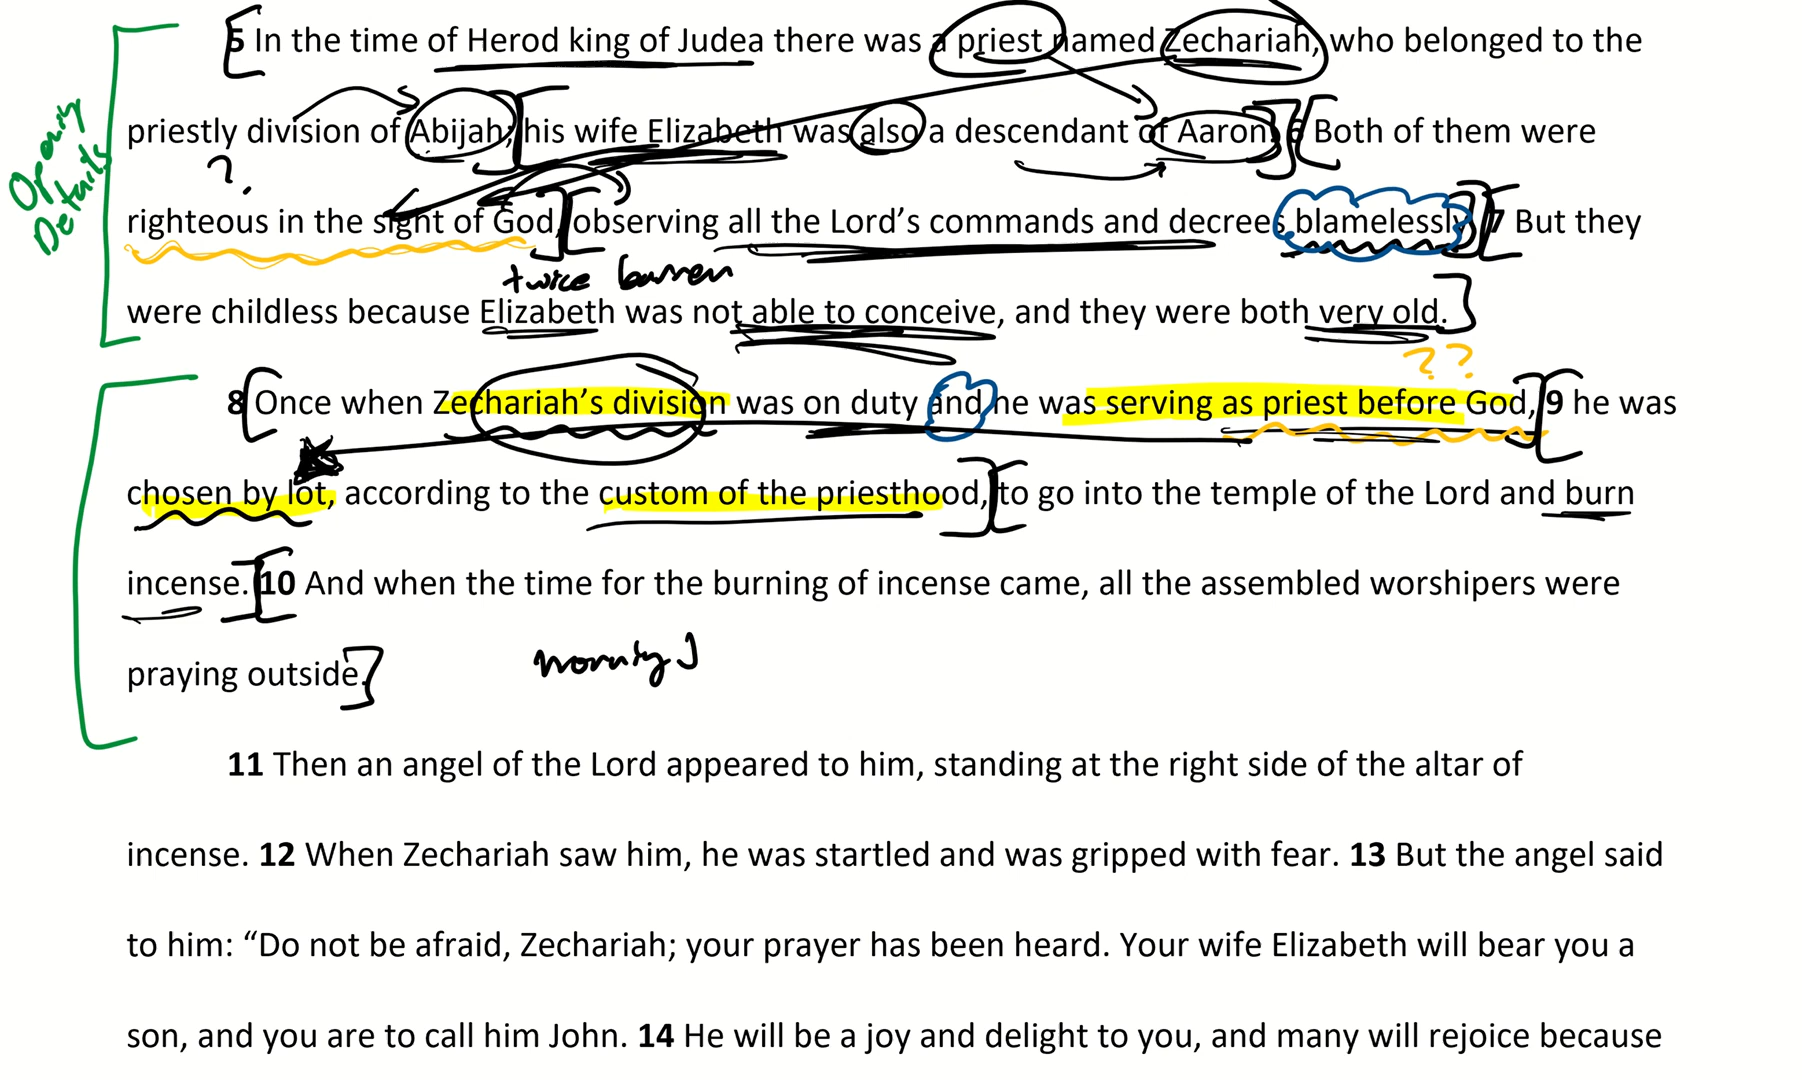 5 In the time of Herod king of Judea there was a priest named Zechariah, who belonged to the
priestly division of Abijah; his wife Elizabeth was also a descendant of Aaron. 6 Both of them were
?
righteous in the sight of God, observing all the Lord’s commands and decrees blamelessly. 7 But they
twice barren
were childless because Elizabeth was not able to conceive, and they were both very old.
Opening
Details
??
8 Once when Zechariah’s division was on duty and he was serving as priest before God, 9 he was
chosen by lot, according to the custom of the priesthood, to go into the temple of the Lord and burn
incense. 10 And when the time for the burning of incense came, all the assembled worshipers were
praying outside.
11 Then an angel of the Lord appeared to him, standing at the right side of the altar of
incense. 12 When Zechariah saw him, he was startled and was gripped with fear. 13 But the angel said
to him: “Do not be afraid, Zechariah; your prayer has been heard. Your wife Elizabeth will bear you a
son, and you are to call him John. 14 He will be a joy and delight to you, and many will rejoice because